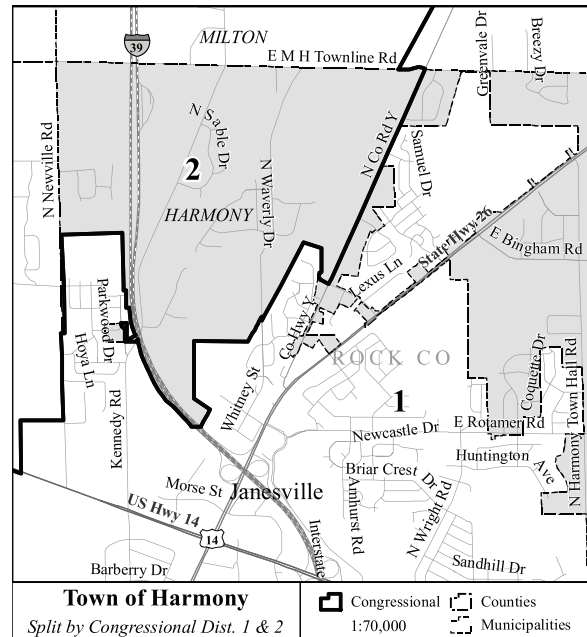 MILTON
39
E M H Townline Rd
Greenvale Dr
Breezy Dr
N Newville Rd
N Sable Dr
2
N Co Rd Y
Samuel Dr
N Waverly Dr
HARMONY
State Hwy 26
E Bingham Rd
Lexus Ln
Parkwood Dr
Hoya Ln
Co Hwy Y
ROCK CO
Coquette Dr
N Harmony Town Hall Rd
Whitney St
Kennedy Rd
1
Newcastle Dr
E Rotamer Rd
Huntington Ave
Briar Crest Dr
Morse St
Janesville
US Hwy 14
14
Amhurst Rd
N Wright Rd
Interstate
Barberry Dr
Sandhill Dr
Town of Harmony
Split by Congressional Dist. 1 & 2
Congressional
Counties
1:70,000
Municipalities